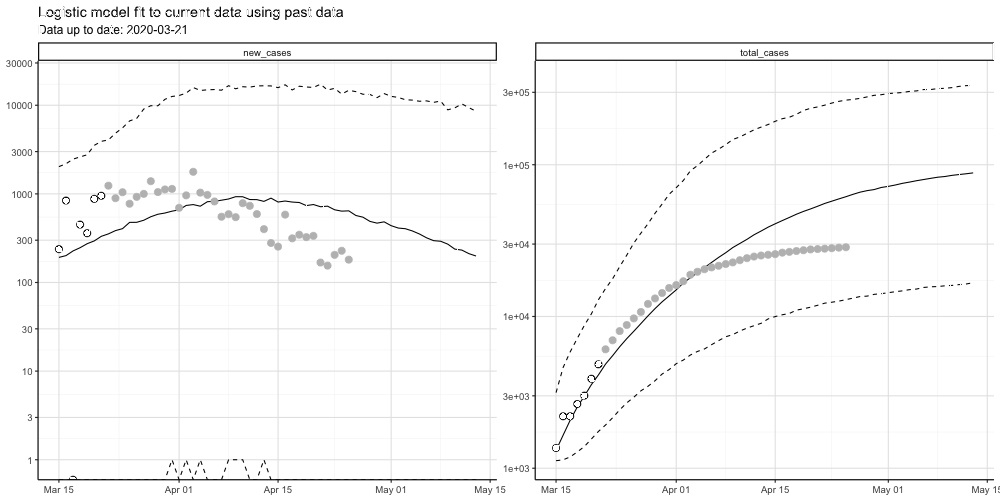 Logistic model fit to current data using past data
Data up to date: 2020-03-21
new_cases
total_cases
30000
10000
3000
1000
300
100
30
10
3
1
3e+05
1e+05
3e+04
1e+04
3e+03
1e+03
Mar 15
Apr 01
Apr 15
May 01
May 15
Mar 15
Apr 01
Apr 15
May 01
May 15